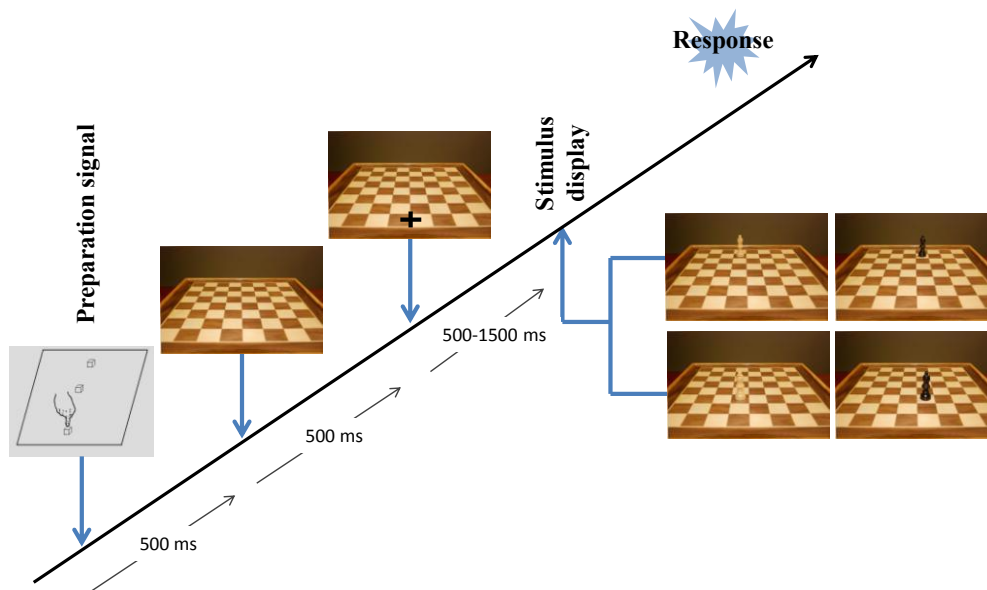 Response
Preparation signal
Stimulus
display
500-1500 ms
500 ms
500 ms